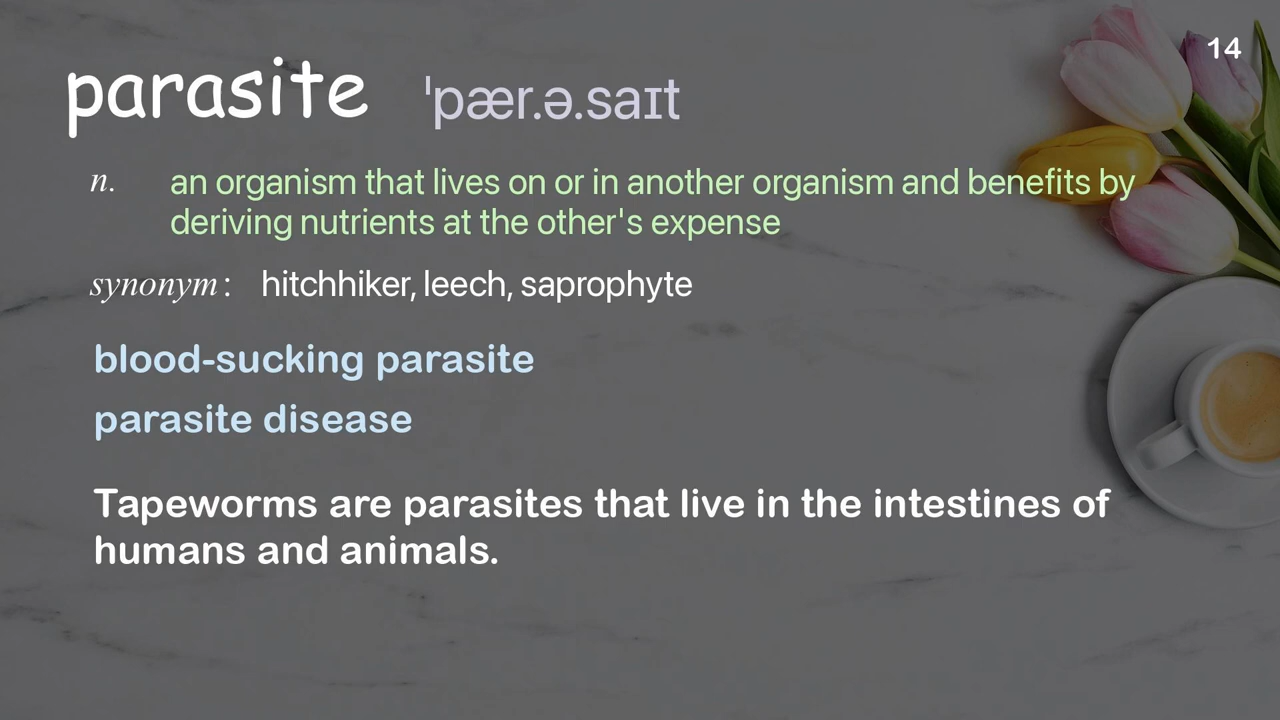 14
parasite ˈpær.ə.saɪt
n. an organism that lives on or in another organism and benefits by
deriving nutrients at the other's expense
synonym: hitchhiker, leech, saprophyte
blood-sucking parasite
parasite disease
Tapeworms are parasites that live in the intestines of
humans and animals.